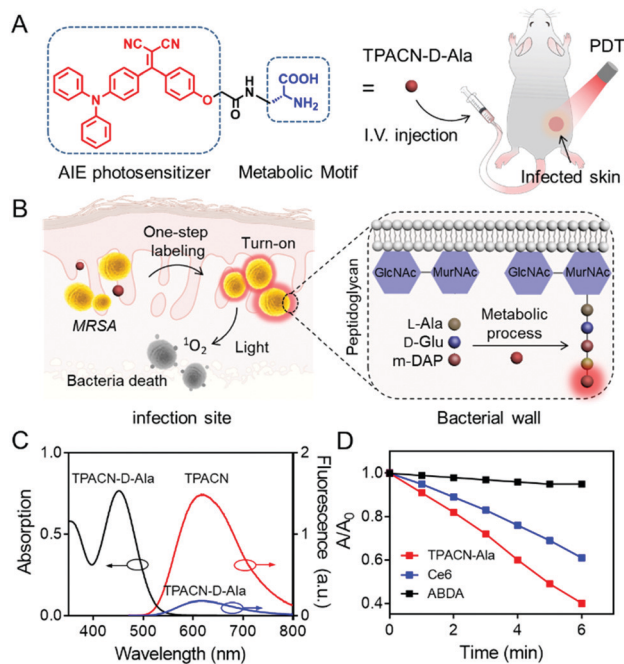 A
CN CN
N
O
O
H
N
COOH
NH2
AIE photosensitizer
Metabolic Motif
TPACN-D-Ala
=
I.V. injection
PDT
Infected skin
B
One-step
labeling
Turn-on
MRSA
1O2
Light
Bacteria death
infection site
Peptidoglycan
GlcNAc MurNAc GlcNAc MurNAc
L-Ala
D-Glu
m-DAP
Metabolic
process
Bacterial wall
C
TPACN-D-Ala
TPACN
TPACN-D-Ala
Absorption
1.0
0.5
0.0
Fluorescence (a.u.)
2
1
0
400 500 600 700 800
Wavelength (nm)
D
A/A0
1.0
0.8
0.6
0.4
TPACN-Ala
Ce6
ABDA
0 2 4 6
Time (min)